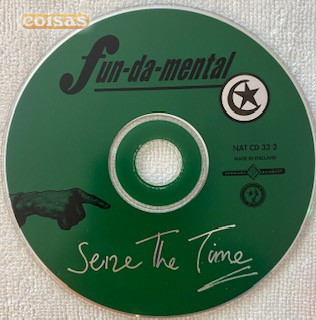 coisas
fun-da-mental
NAT CD 33 2
MADE IN ENGLAND
Seize The Time